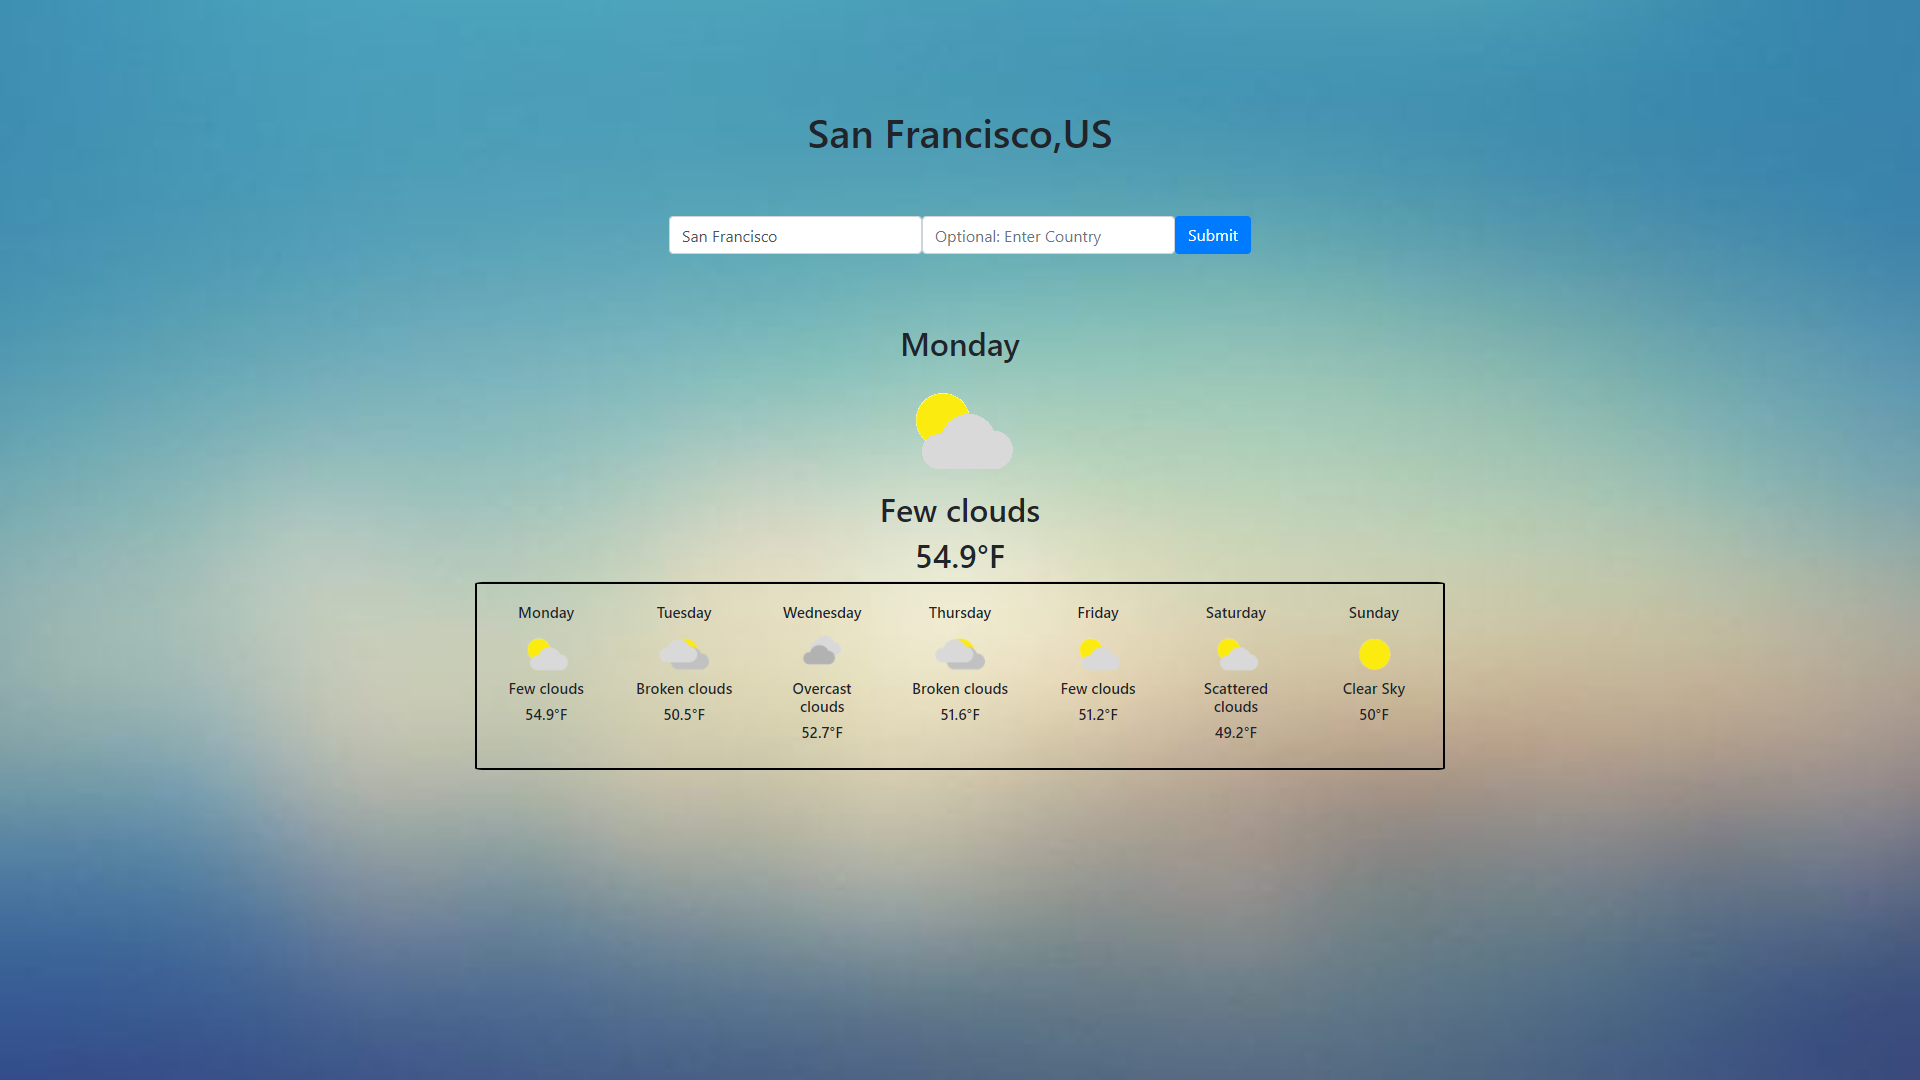 San Francisco,US
San Francisco
Optional: Enter Country
Submit
Monday
Few clouds
54.9°F
Monday
Few clouds
54.9°F
Tuesday
Broken clouds
50.5°F
Wednesday
Overcast
clouds
52.7°F
Thursday
Broken clouds
51.6°F
Friday
Few clouds
51.2°F
Saturday
Scattered
clouds
49.2°F
Sunday
Clear Sky
50°F